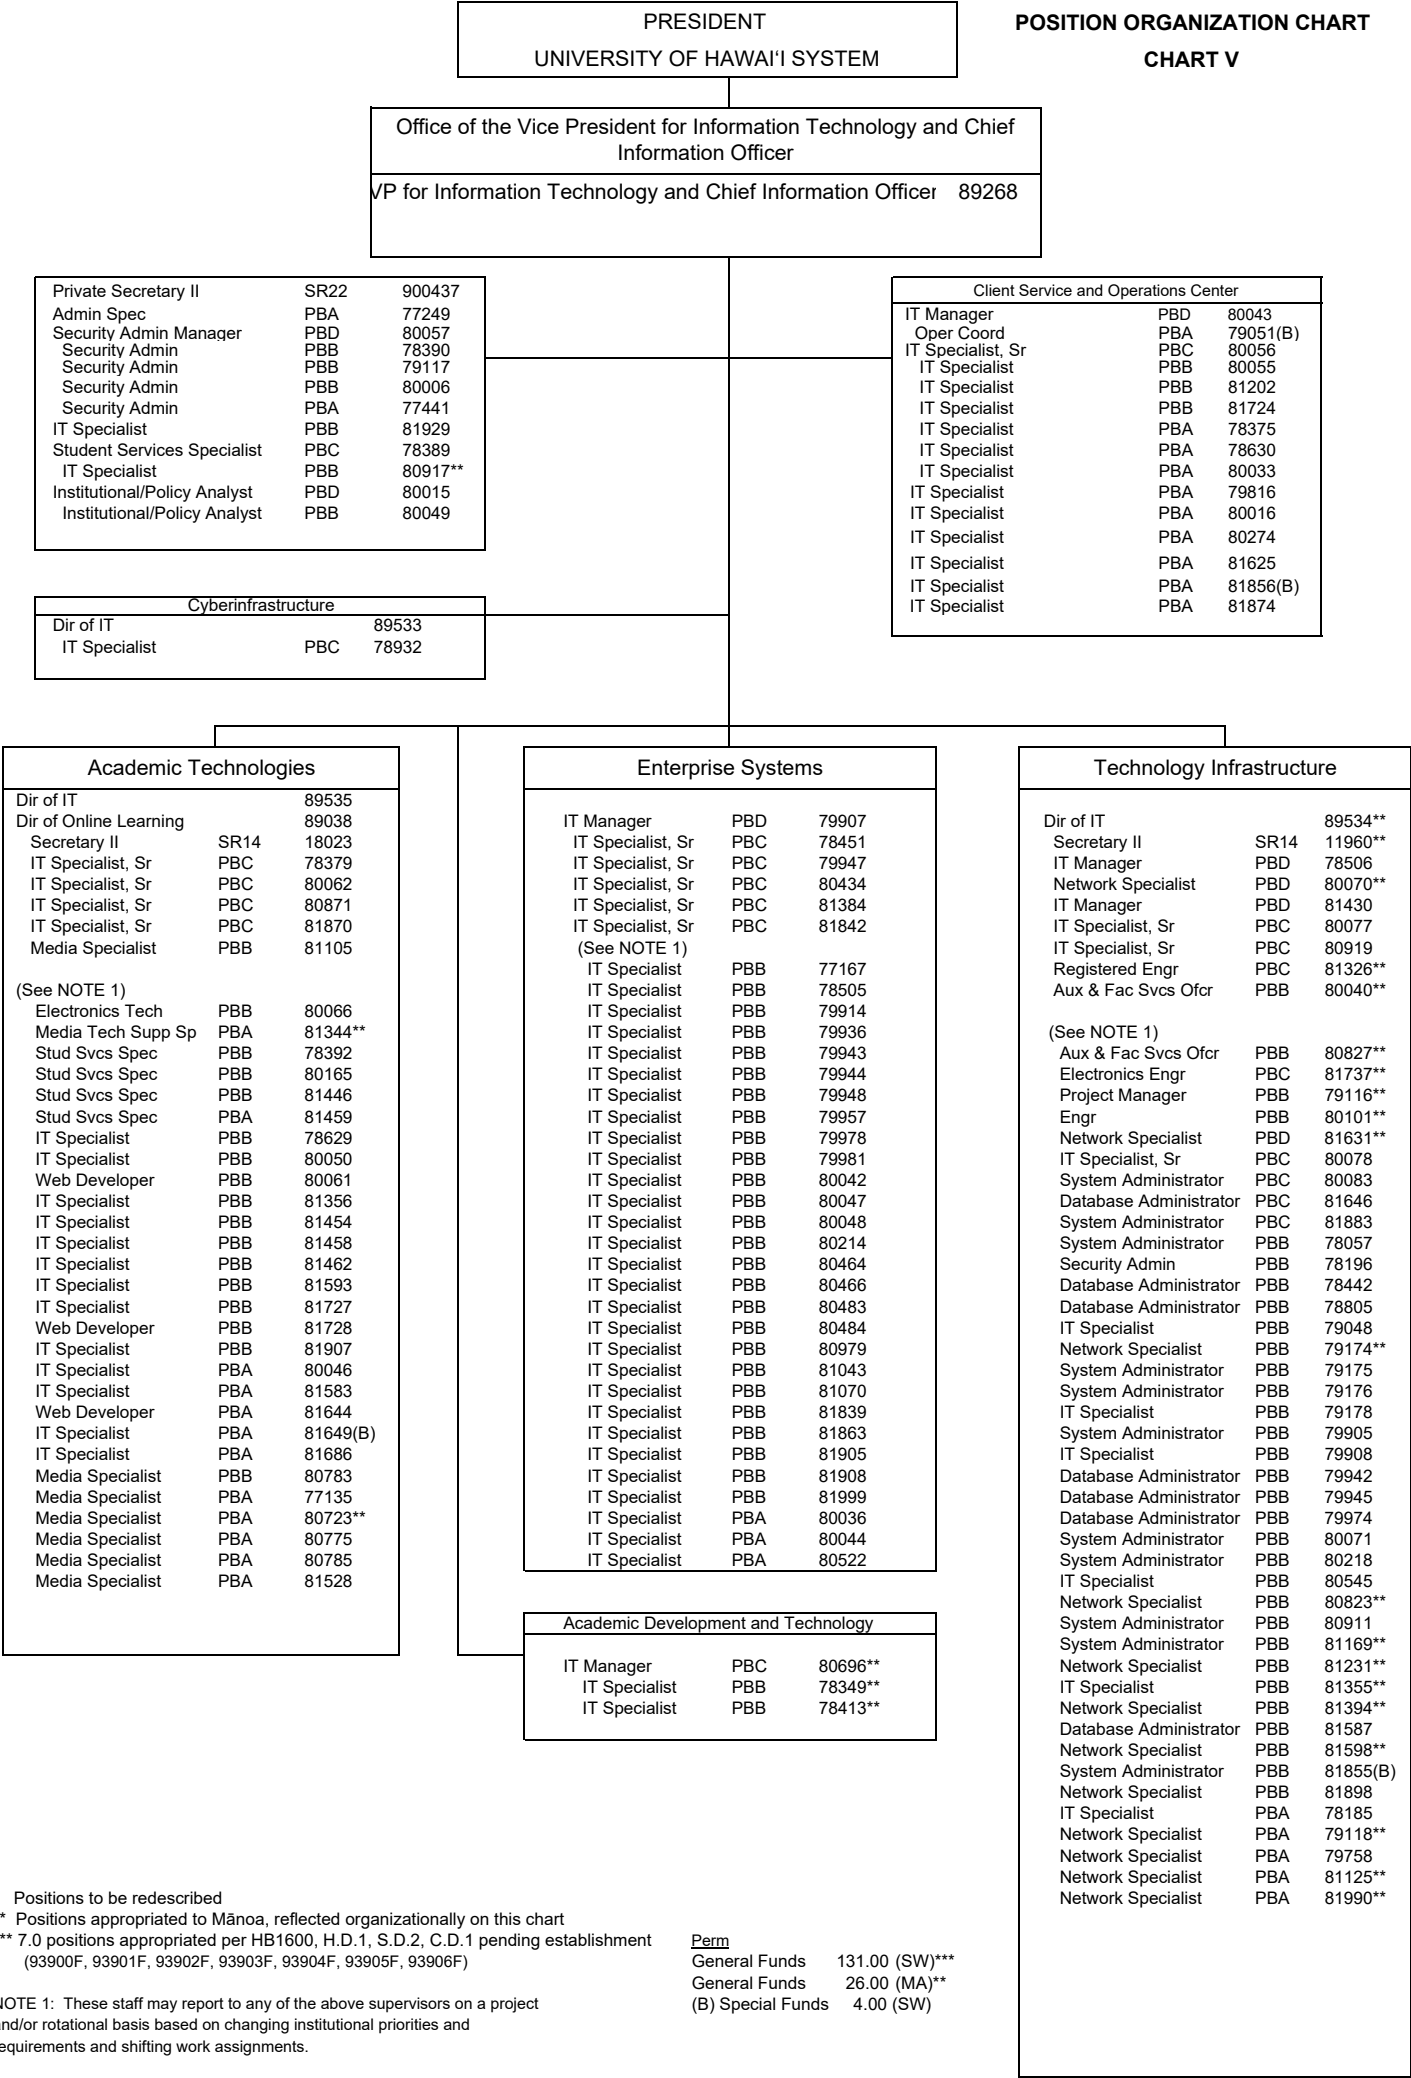 PRESIDENT
UNIVERSITY OF HAWAI‘I SYSTEM
POSITION ORGANIZATION CHART
CHART V
Office of the Vice President for Information Technology and Chief
Information Officer
VP for Information Technology and Chief Information Officer 89268
Private Secretary II SR22 900437
Admin Spec PBA 77249
Security Admin Manager PBD 80057
Security Admin PBB 78390
Security Admin PBB 79117
Security Admin PBB 80006
Security Admin PBA 77441
IT Specialist PBB 81929
Student Services Specialist PBC 78389
IT Specialist PBB 80917**
Institutional/Policy Analyst PBD 80015
Institutional/Policy Analyst PBB 80049
Client Service and Operations Center
IT Manager PBD 80043
Oper Coord PBA 79051(B)
IT Specialist, Sr PBC 80056
IT Specialist PBB 80055
IT Specialist PBB 81202
IT Specialist PBB 81724
IT Specialist PBA 78375
IT Specialist PBA 78630
IT Specialist PBA 80033
IT Specialist PBA 79816
IT Specialist PBA 80016
IT Specialist PBA 80274
IT Specialist PBA 81625
IT Specialist PBA 81856(B)
IT Specialist PBA 81874
Cyberinfrastructure
Dir of IT 89533
IT Specialist PBC 78932
Academic Technologies
Dir of IT 89535
Dir of Online Learning 89038
Secretary II SR14 18023
IT Specialist, Sr PBC 78379
IT Specialist, Sr PBC 80062
IT Specialist, Sr PBC 80871
IT Specialist, Sr PBC 81870
Media Specialist PBB 81105
(See NOTE 1)
Electronics Tech PBB 80066
Media Tech Supp Sp PBA 81344**
Stud Svcs Spec PBB 78392
Stud Svcs Spec PBB 80165
Stud Svcs Spec PBB 81446
Stud Svcs Spec PBA 81459
IT Specialist PBB 78629
IT Specialist PBB 80050
Web Developer PBB 80061
IT Specialist PBB 81356
IT Specialist PBB 81454
IT Specialist PBB 81458
IT Specialist PBB 81462
IT Specialist PBB 81593
IT Specialist PBB 81727
Web Developer PBB 81728
IT Specialist PBB 81907
IT Specialist PBA 80046
IT Specialist PBA 81583
Web Developer PBA 81644
IT Specialist PBA 81649(B)
IT Specialist PBA 81686
Media Specialist PBB 80783
Media Specialist PBA 77135
Media Specialist PBA 80723**
Media Specialist PBA 80775
Media Specialist PBA 80785
Media Specialist PBA 81528
Enterprise Systems
IT Manager PBD 79907
IT Specialist, Sr PBC 78451
IT Specialist, Sr PBC 79947
IT Specialist, Sr PBC 80434
IT Specialist, Sr PBC 81384
IT Specialist, Sr PBC 81842
(See NOTE 1)
IT Specialist PBB 77167
IT Specialist PBB 78505
IT Specialist PBB 79914
IT Specialist PBB 79936
IT Specialist PBB 79943
IT Specialist PBB 79944
IT Specialist PBB 79948
IT Specialist PBB 79957
IT Specialist PBB 79978
IT Specialist PBB 79981
IT Specialist PBB 80042
IT Specialist PBB 80047
IT Specialist PBB 80048
IT Specialist PBB 80214
IT Specialist PBB 80464
IT Specialist PBB 80466
IT Specialist PBB 80483
IT Specialist PBB 80484
IT Specialist PBB 80979
IT Specialist PBB 81043
IT Specialist PBB 81070
IT Specialist PBB 81839
IT Specialist PBB 81863
IT Specialist PBB 81905
IT Specialist PBB 81908
IT Specialist PBB 81999
IT Specialist PBA 80036
IT Specialist PBA 80044
IT Specialist PBA 80522
Academic Development and Technology
IT Manager PBC 80696**
IT Specialist PBB 78349**
IT Specialist PBB 78413**
Technology Infrastructure
Dir of IT 89534**
Secretary II SR14 11960**
IT Manager PBD 78506
Network Specialist PBD 80070**
IT Manager PBD 81430
IT Specialist, Sr PBC 80077
IT Specialist, Sr PBC 80919
Registered Engr PBC 81326**
Aux & Fac Svcs Ofcr PBB 80040**
(See NOTE 1)
Aux & Fac Svcs Ofcr PBB 80827**
Electronics Engr PBC 81737**
Project Manager PBB 79116**
Engr PBB 80101**
Network Specialist PBD 81631**
IT Specialist, Sr PBC 80078
System Administrator PBC 80083
Database Administrator PBC 81646
System Administrator PBC 81883
System Administrator PBB 78057
Security Admin PBB 78196
Database Administrator PBB 78442
Database Administrator PBB 78805
IT Specialist PBB 79048
Network Specialist PBB 79174**
System Administrator PBB 79175
System Administrator PBB 79176
IT Specialist PBB 79178
System Administrator PBB 79905
IT Specialist PBB 79908
Database Administrator PBB 79942
Database Administrator PBB 79945
Database Administrator PBB 79974
System Administrator PBB 80071
System Administrator PBB 80218
IT Specialist PBB 80545
Network Specialist PBB 80823**
System Administrator PBB 80911
System Administrator PBB 81169**
Network Specialist PBB 81231**
IT Specialist PBB 81355**
Network Specialist PBB 81394**
Database Administrator PBB 81587
Network Specialist PBB 81598**
System Administrator PBB 81855(B)
Network Specialist PBB 81898
IT Specialist PBA 78185
Network Specialist PBA 79118**
Network Specialist PBA 79758
Network Specialist PBA 81125**
Network Specialist PBA 81990**
Positions to be redescribed
* Positions appropriated to Mānoa, reflected organizationally on this chart
** 7.0 positions appropriated per HB1600, H.D.1, S.D.2, C.D.1 pending establishment
(93900F, 93901F, 93902F, 93903F, 93904F, 93905F, 93906F)
NOTE 1: These staff may report to any of the above supervisors on a project
and/or rotational basis based on changing institutional priorities and
equirements and shifting work assignments.
Perm
General Funds 131.00 (SW)***
General Funds 26.00 (MA)**
(B) Special Funds 4.00 (SW)